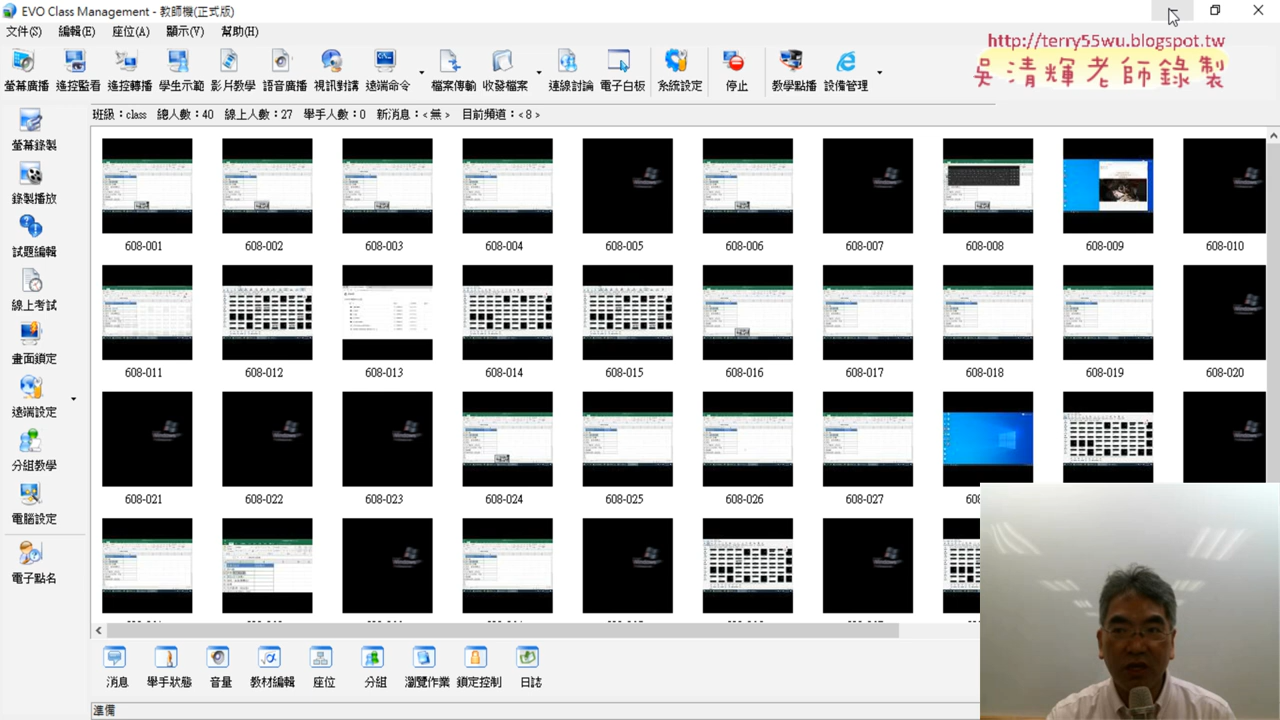 EVO Class Management - 教師機(正式版)
文件(S) 編輯(E) 座位(A) 顯示(V) 幫助(H)
http://terry55wu.blogspot.tw
吳清輝老師錄製
螢幕廣播 遙控監看 遙控轉播 學生示範 影片教學 語音廣播 視訊對講 遠端命令 檔案傳輸 收發檔案 連線討論 電子白板 系統設定 停止 教學點播 設備管理
班級：class 總人數：40 線上人數：27 舉手人數：0 新消息：<無> 目前頻道：<8>
螢幕錄製
錄製播放
試題編輯
線上考試
畫面鎖定
遠端設定
分組教學
電腦設定
電子點名
608-001 608-002 608-003 608-004 608-005 608-006 608-007 608-008 608-009 608-010
608-011 608-012 608-013 608-014 608-015 608-016 608-017 608-018 608-019 608-020
608-021 608-022 608-023 608-024 608-025 608-026 608-027
消息 舉手狀態 音量 教材編輯 座位 分組 瀏覽作業 鎖定控制 日誌
準備